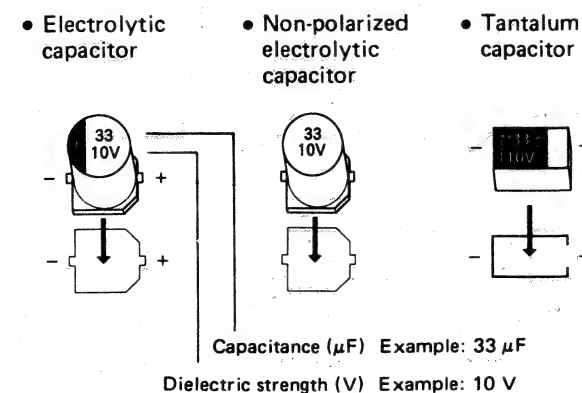 • Electrolytic
capacitor
• Non-polarized
electrolytic
capacitor
• Tantalum
capacitor
33
10V
33
10V
10V
− +
−
− +
−
Capacitance (μF) Example: 33 μF
Dielectric strength (V) Example: 10 V